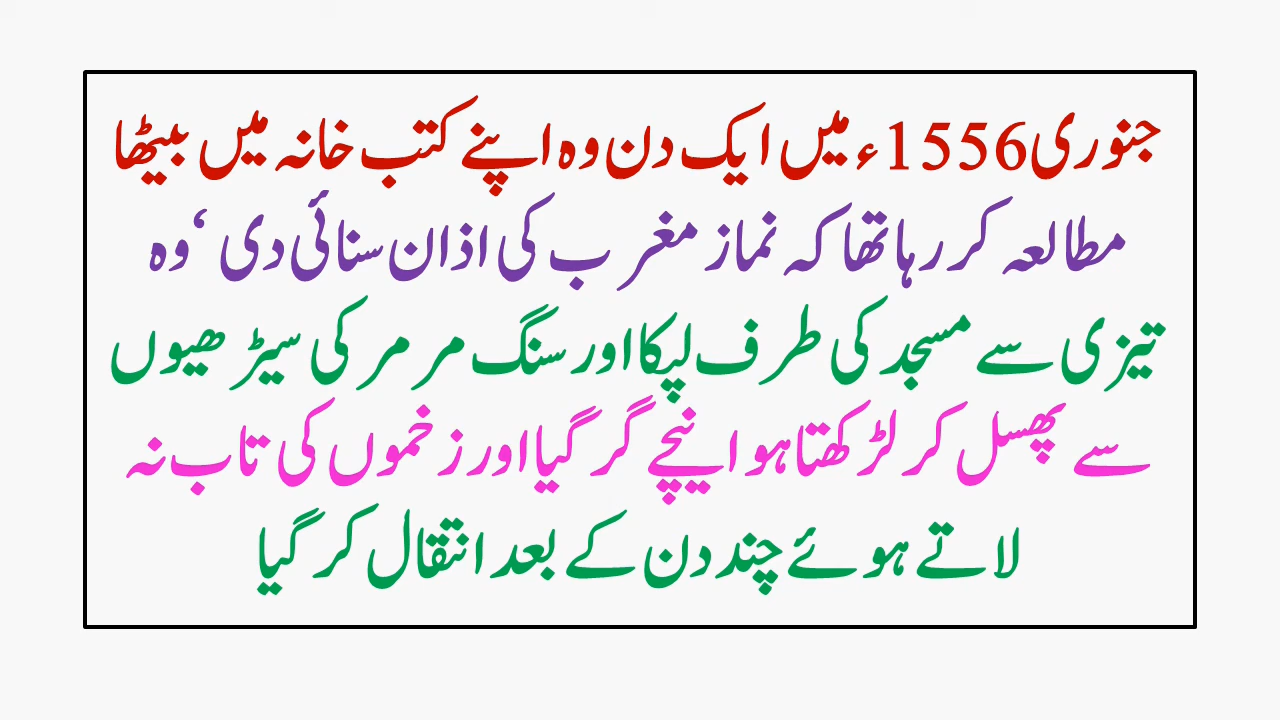 جنوری1556ء میں ایک دن وہ اپنے کتب خانہ میں بیٹھا
مطالعہ کر رہا تھا کہ نماز مغرب کی اذان سنائی دی ‘وہ
تیزی سے مسجد کی طرف لپکا اور سنگ مرمر کی سیڑھیوں
سے پھسل کر لڑکھتا ہوا نیچے گر گیا اور زخموں کی تاب نہ
لاتے ہوئے چند دن کے بعد انتقال کر گیا